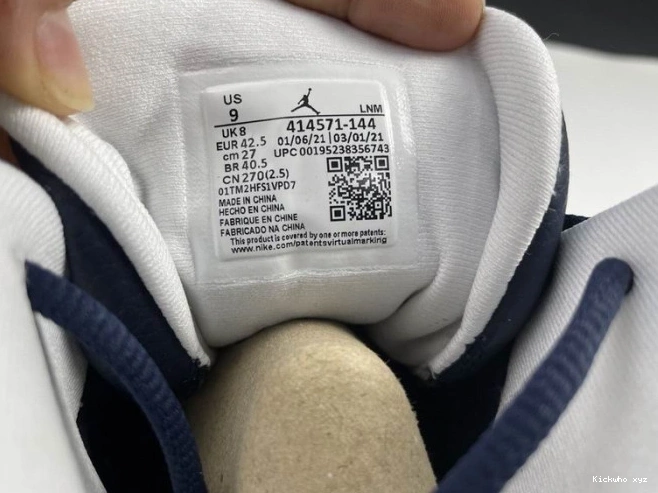 US
9
LNM
UK 8
414571-144
EUR 42.5
01/06/21 | 03/01/21
cm 27
UPC 00195238356743
BR 40.5
CN 270(2.5)
01TM2HFS1VPD7
MADE IN CHINA
HECHO EN CHINA
FABRIQUE EN CHINE
FABRICADO NA CHINA
This product is covered by one or more patents:
www.nike.com/patentsvirtualmarking
Kickwho xyz